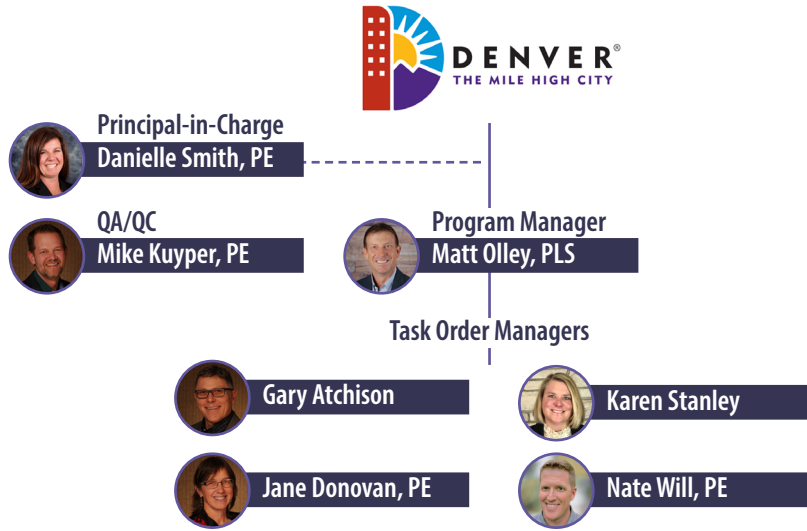 DENVER®
THE MILE HIGH CITY
Principal-in-Charge
Danielle Smith, PE
QA/QC
Mike Kuyper, PE
Program Manager
Matt Olley, PLS
Task Order Managers
Gary Atchison
Karen Stanley
Jane Donovan, PE
Nate Will, PE